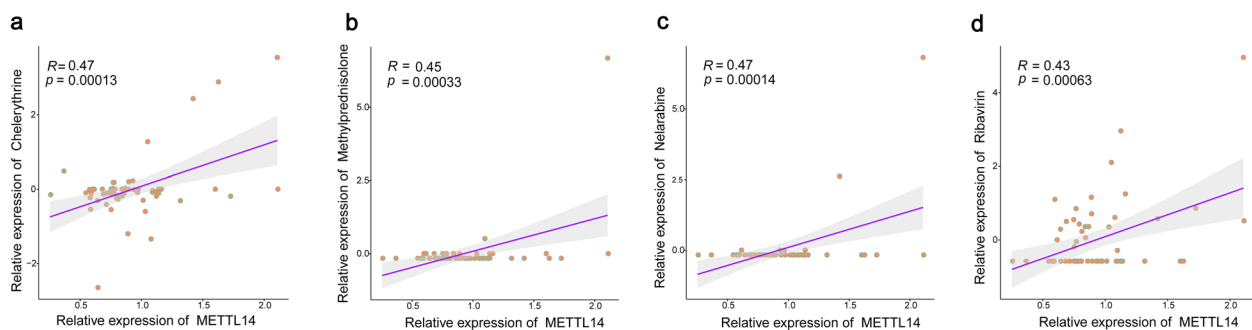 a
R = 0.47
p = 0.00013
Relative expression of Chelerythrine
2
0
−2
0.5 1.0 1.5 2.0
Relative expression of METTL14
b
R = 0.45
p = 0.00033
Relative expression of Methylprednisolone
5.0
2.5
0.0
0.5 1.0 1.5 2.0
Relative expression of METTL14
c
R = 0.47
p = 0.00014
Relative expression of Nelarabine
5.0
2.5
0.0
0.5 1.0 1.5 2.0
Relative expression of METTL14
d
R = 0.43
p = 0.00063
Relative expression of Ribavirin
4
2
0
0.5 1.0 1.5 2.0
Relative expression of METTL14